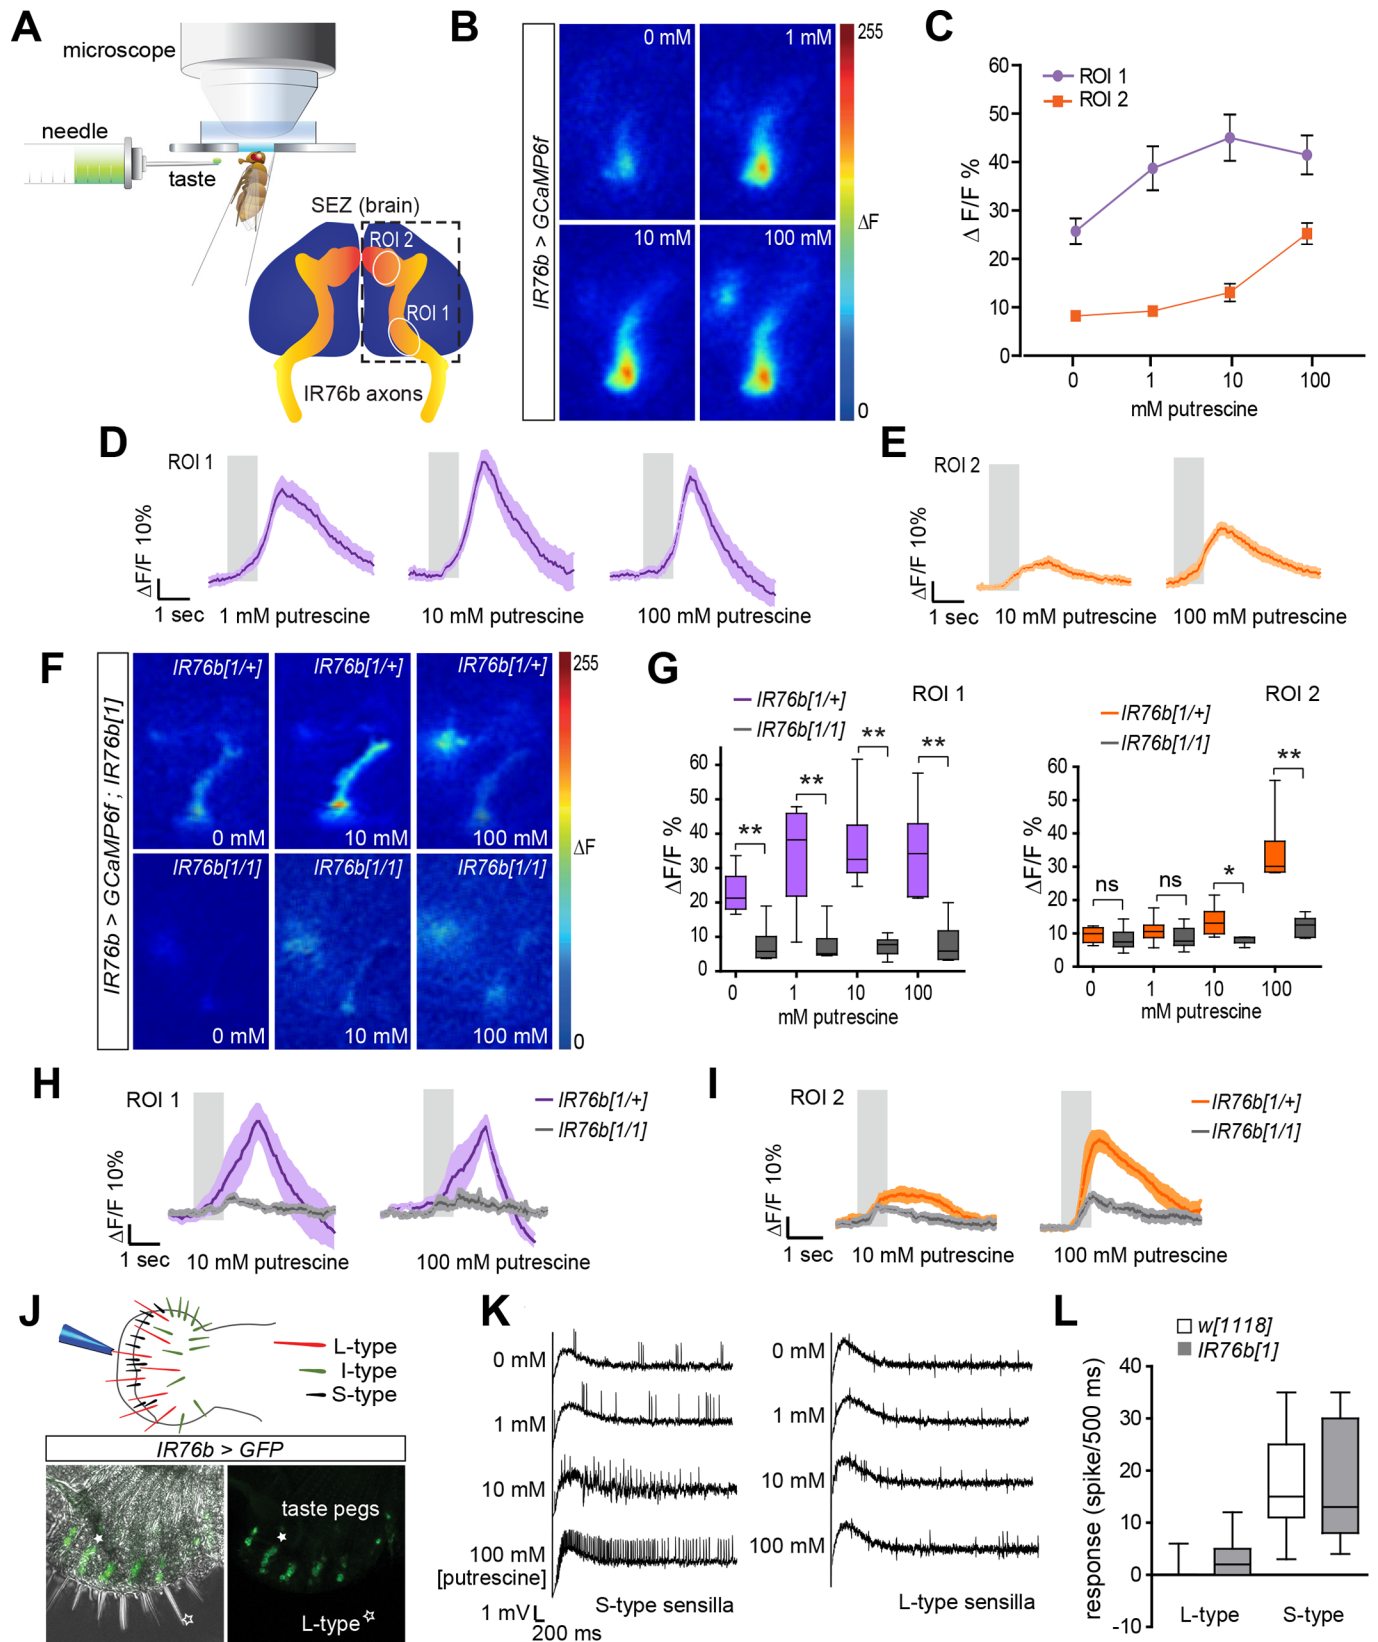 A
microscope
needle
taste
SEZ (brain)
ROI 2
ROI 1
IR76b axons
B
IR76b > GCaMP6f
0 mM
1 mM
10 mM
100 mM
255
ΔF
0
C
60
50
40
30
20
10
0
Δ F/F %
ROI 1
ROI 2
0 1 10 100
mM putrescine
D
ROI 1
ΔF/F 10%
1 sec
1 mM putrescine
10 mM putrescine
100 mM putrescine
E
ROI 2
ΔF/F 10%
1 sec
10 mM putrescine
100 mM putrescine
F
IR76b > GCaMP6f ; IR76b[1]
IR76b[1/+]
IR76b[1/+]
IR76b[1/+]
0 mM
10 mM
100 mM
IR76b[1/1]
IR76b[1/1]
IR76b[1/1]
0 mM
10 mM
100 mM
255
ΔF
0
G
IR76b[1/+]
IR76b[1/1]
ROI 1
60
50
40
30
20
10
0
ΔF/F %
**
**
**
**
0 1 10 100
mM putrescine
IR76b[1/+]
IR76b[1/1]
ROI 2
60
50
40
30
20
10
0
ΔF/F %
ns
ns
*
**
0 1 10 100
mM putrescine
H
ROI 1
IR76b[1/+]
IR76b[1/1]
ΔF/F 10%
1 sec
10 mM putrescine
100 mM putrescine
I
ROI 2
IR76b[1/+]
IR76b[1/1]
ΔF/F 10%
1 sec
10 mM putrescine
100 mM putrescine
J
L-type
I-type
S-type
IR76b > GFP
taste pegs
L-type
K
0 mM
1 mM
10 mM
100 mM
[putrescine]
1 mV
200 ms
S-type sensilla
0 mM
1 mM
10 mM
100 mM
L-type sensilla
L
w[1118]
IR76b[1]
40
30
20
10
0
-10
response (spike/500 ms)
L-type
S-type